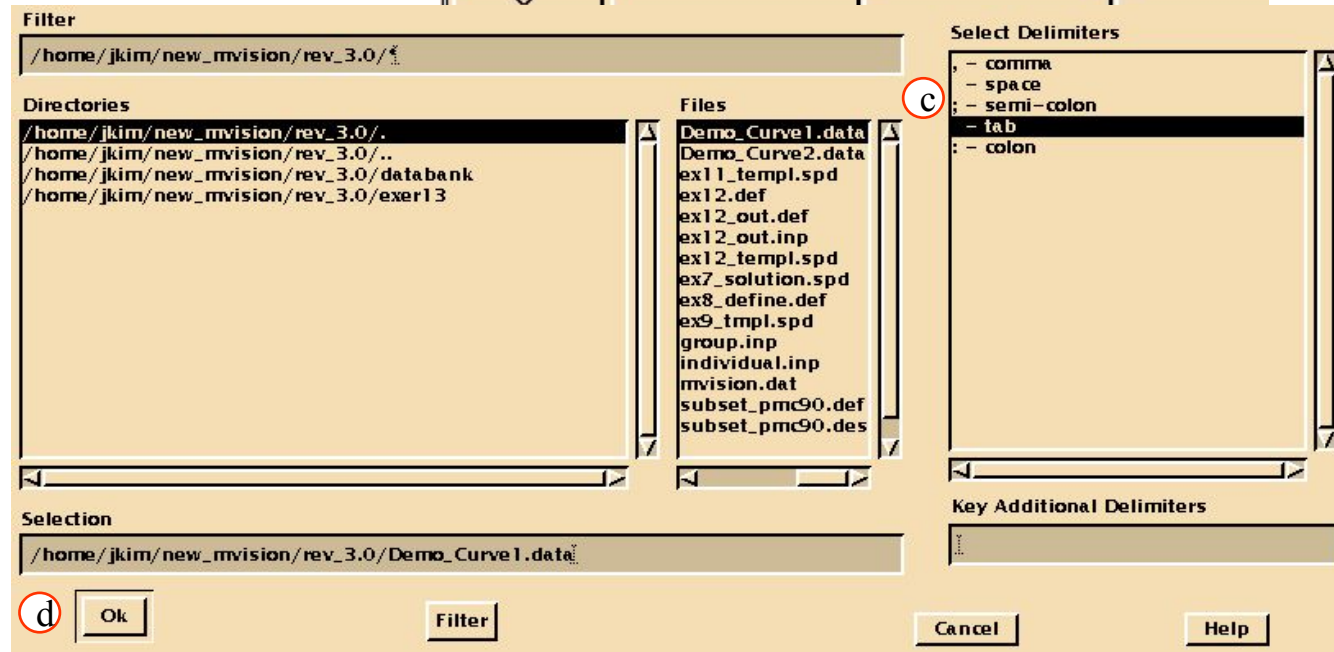 Filter
/home/jkim/new_mvision/rev_3.0/*
Directories
/home/jkim/new_mvision/rev_3.0/.
/home/jkim/new_mvision/rev_3.0/..
/home/jkim/new_mvision/rev_3.0/databank
/home/jkim/new_mvision/rev_3.0/exer13
Files
Demo_Curve1.data
Demo_Curve2.data
ex11_templ.spd
ex12.def
ex12_out.def
ex12_out.inp
ex12_templ.spd
ex7_solution.spd
ex8_define.def
ex9_tmpl.spd
group.inp
individual.inp
mvision.dat
subset_pmc90.def
subset_pmc90.des
Selection
/home/jkim/new_mvision/rev_3.0/Demo_Curve1.data
Select Delimiters
, - comma
- space
; - semi-colon
- tab
: - colon
c
Key Additional Delimiters
d
Ok
Filter
Cancel
Help